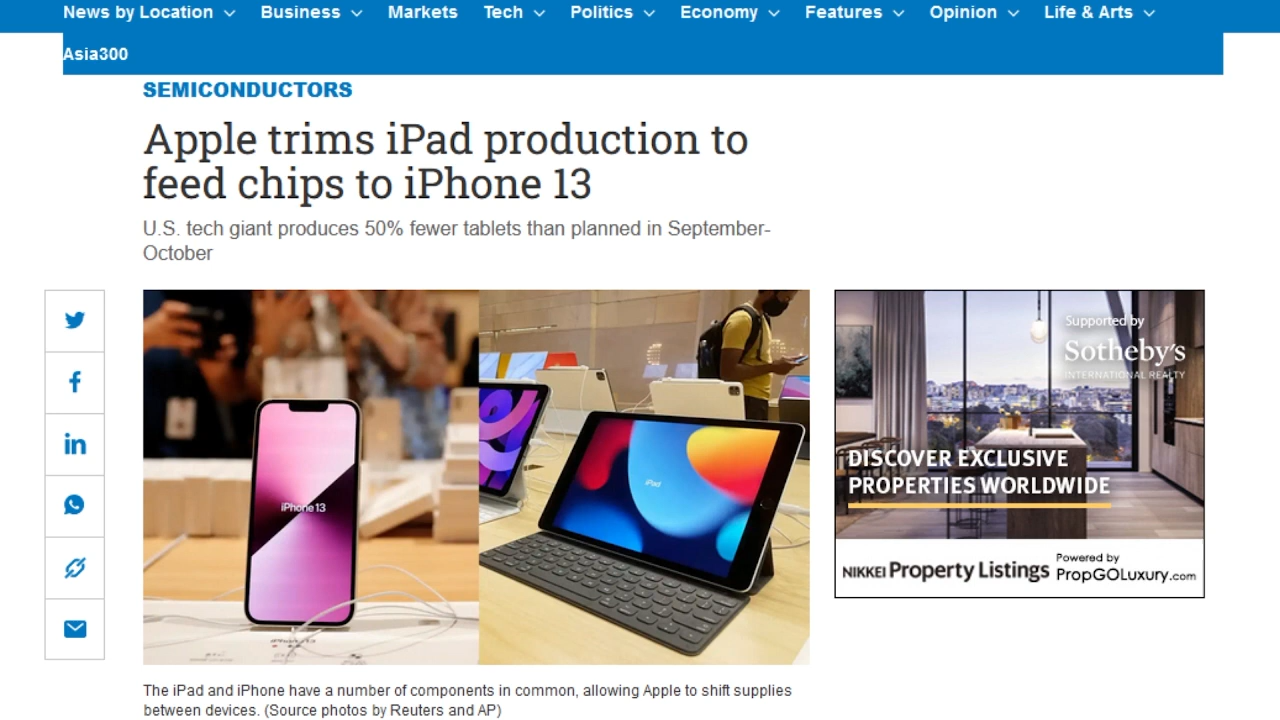 News by Location Business Markets Tech Politics Economy Features Opinion Life & Arts
Asia300
SEMICONDUCTORS
Apple trims iPad production to
feed chips to iPhone 13
U.S. tech giant produces 50% fewer tablets than planned in September-
October
iPhone 13
iPad
Supported by
Sotheby's
INTERNATIONAL REALTY
DISCOVER EXCLUSIVE
PROPERTIES WORLDWIDE
NIKKEI Property Listings
Powered by
PropGOLuxury.com
The iPad and iPhone have a number of components in common, allowing Apple to shift supplies
between devices. (Source photos by Reuters and AP)